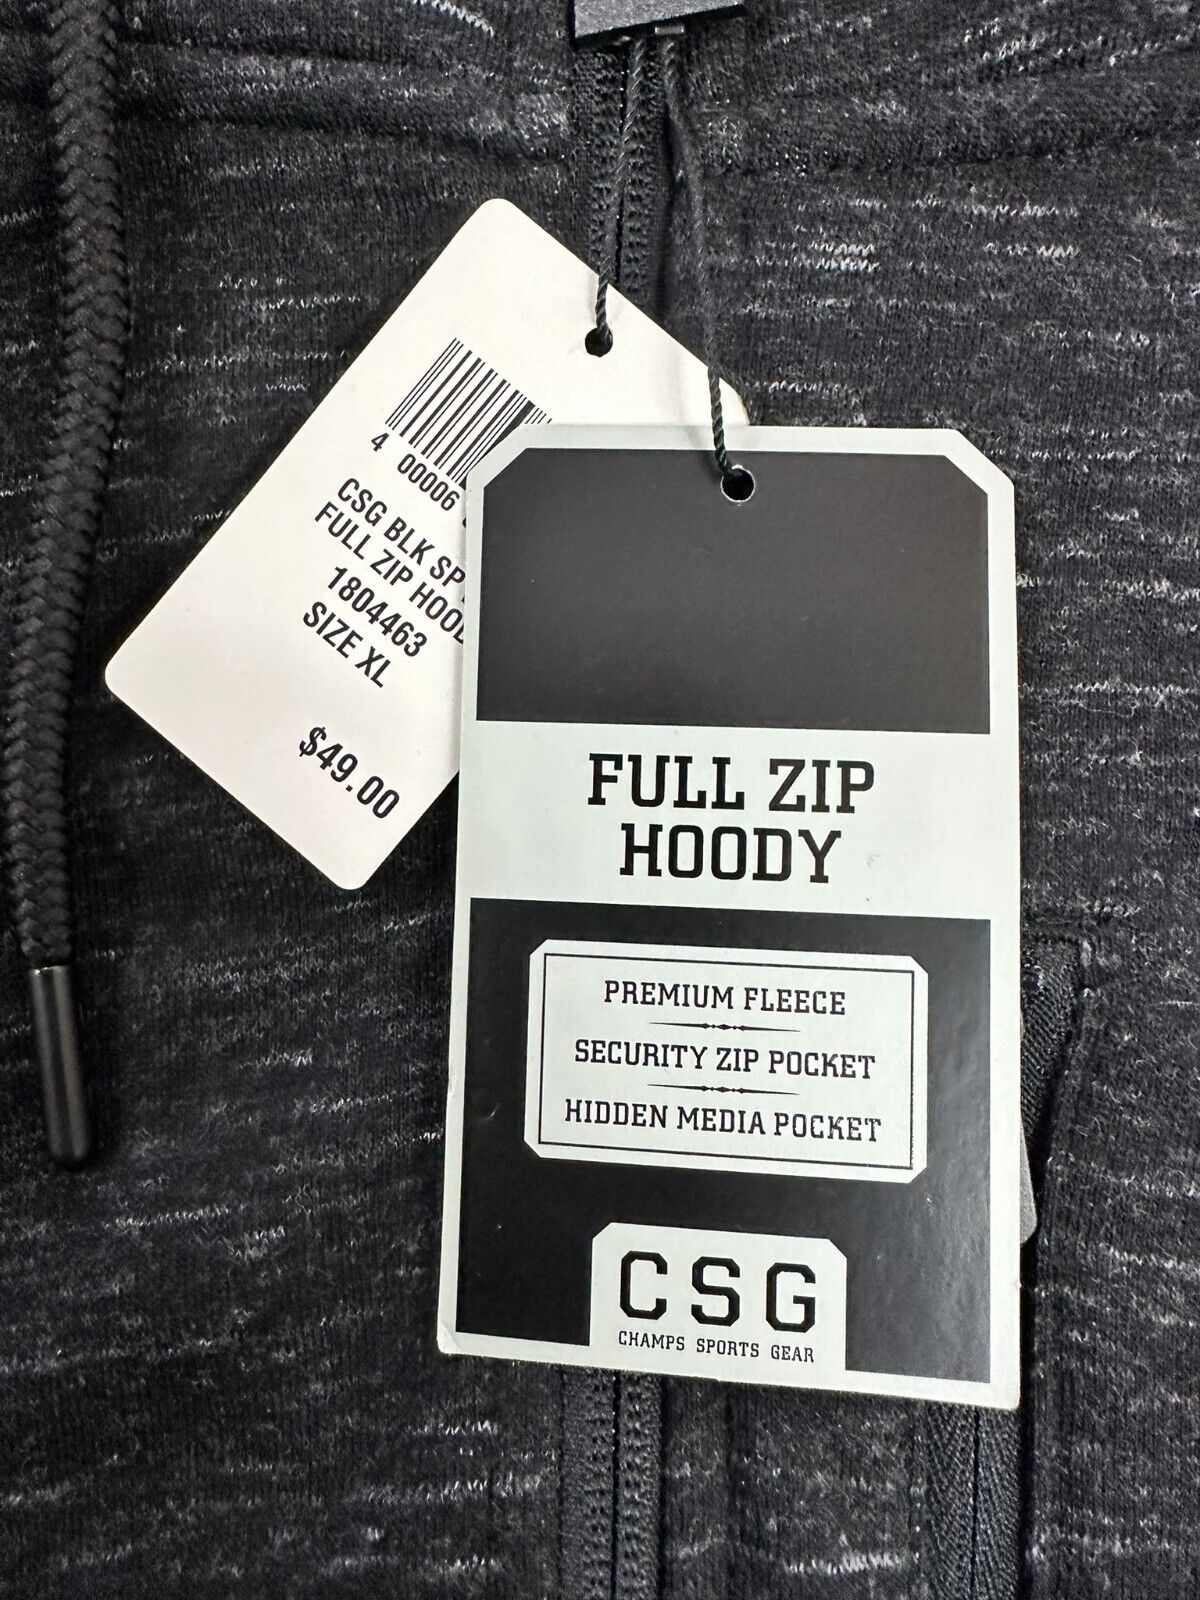 4 00006
CSG BLK SP
FULL ZIP HOOD
1804463
SIZE XL
$49.00
FULL ZIP
HOODY
PREMIUM FLEECE
SECURITY ZIP POCKET
HIDDEN MEDIA POCKET
CSG
CHAMPS SPORTS GEAR